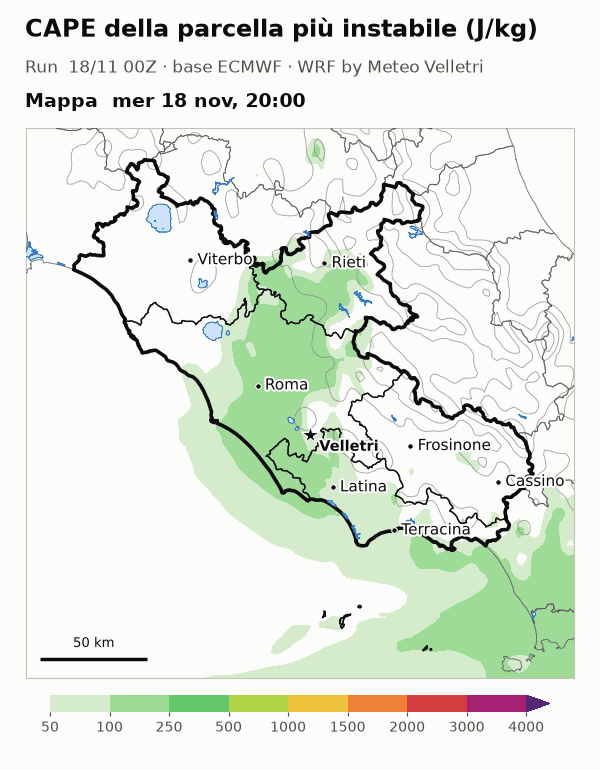 CAPE della parcella più instabile (J/kg)
Run 18/11 00Z · base ECMWF · WRF by Meteo Velletri
Mappa mer 18 nov, 20:00
Viterbo
Rieti
Roma
Velletri
Frosinone
Latina
Cassino
Terracina
50 km
50 100 250 500 1000 1500 2000 3000 4000